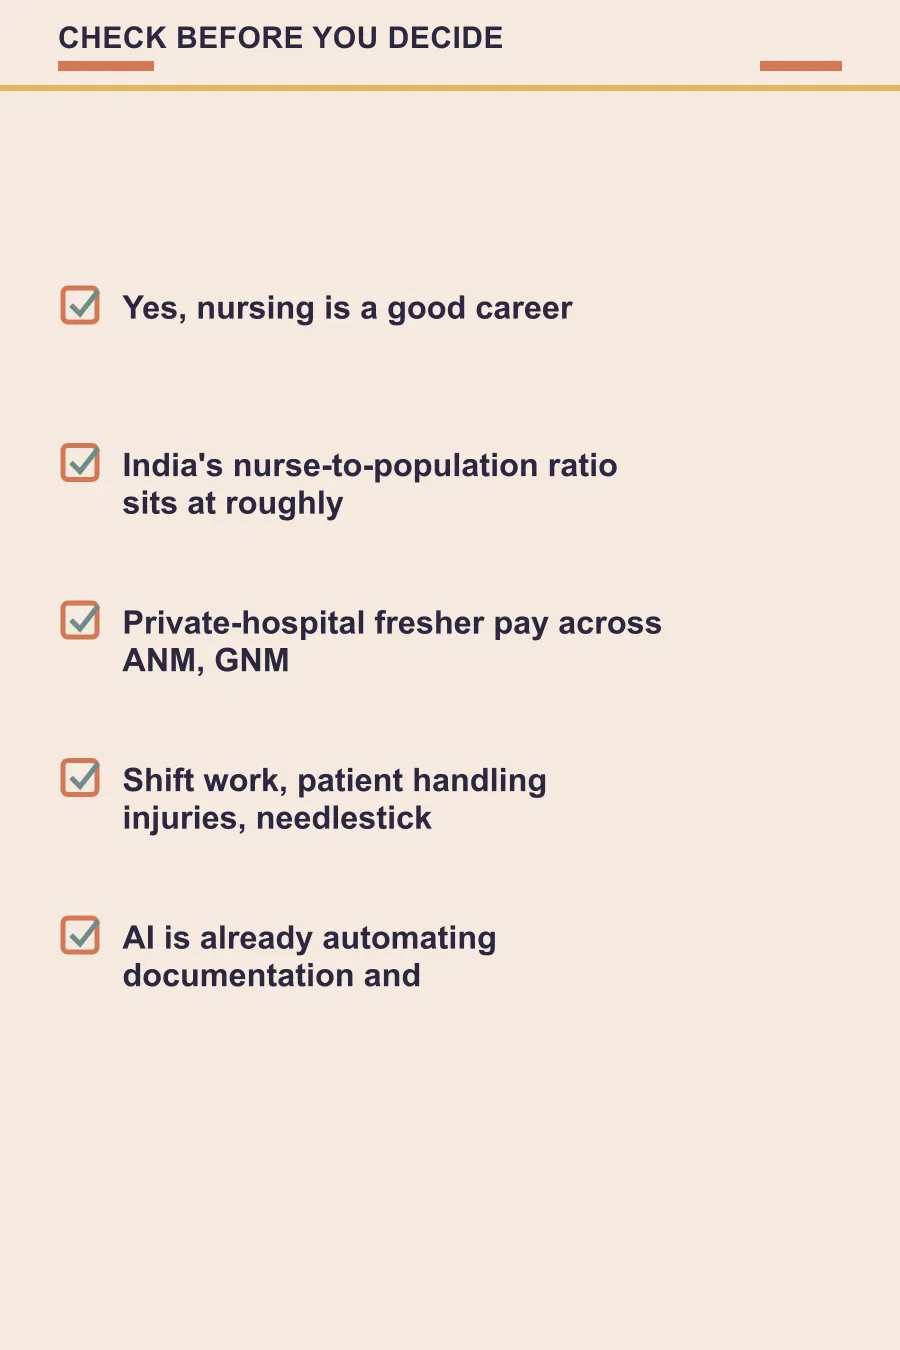 CHECK BEFORE YOU DECIDE
Yes, nursing is a good career
India's nurse-to-population ratio
sits at roughly
Private-hospital fresher pay across
ANM, GNM
Shift work, patient handling
injuries, needlestick
AI is already automating
documentation and